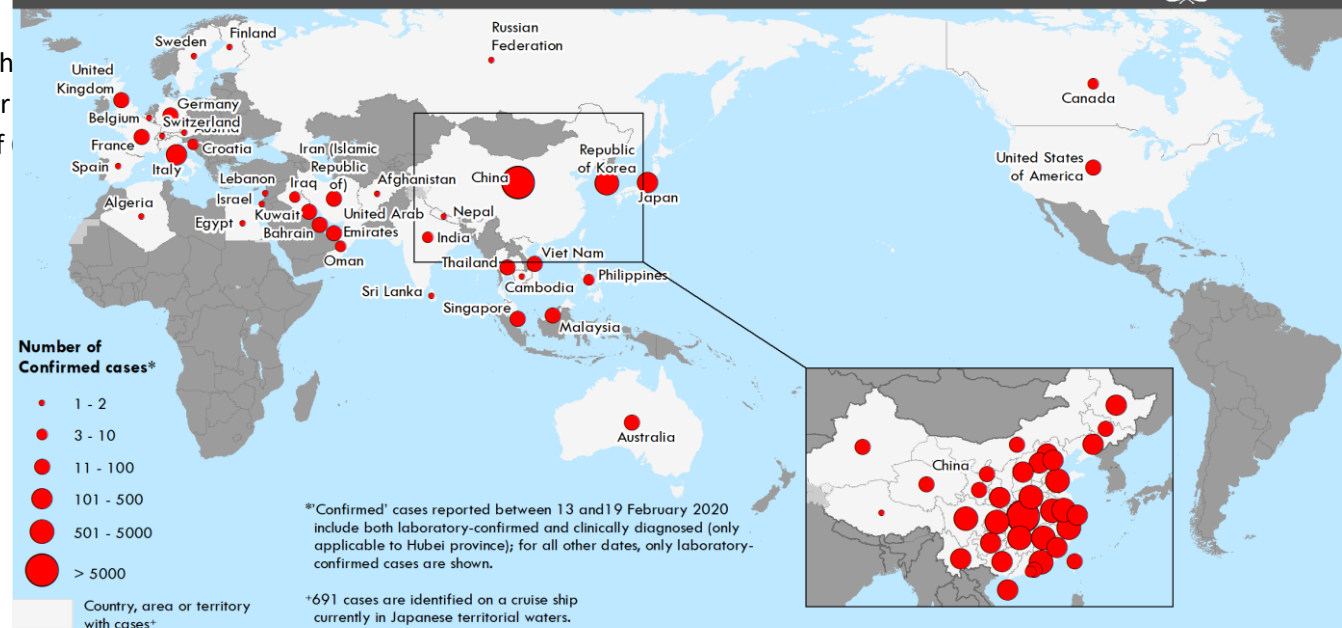 h
r
f
Finland
Sweden
Russian
Federation
United
Kingdom
Germany
Belgium
Switzerland
Austria
France
Croatia
Spain
Italy
Iran (Islamic
Republic
of)
Lebanon
Iraq
Afghanistan
Israel
Algeria
Kuwait
United Arab
Emirates
Egypt
Bahrain
Oman
China
Republic
of Korea
Japan
Nepal
India
Thailand
Viet Nam
Philippines
Cambodia
Sri Lanka
Singapore
Malaysia
Canada
United States
of America
Australia
China
Number of
Confirmed cases*
1 - 2
3 - 10
11 - 100
101 - 500
501 - 5000
> 5000
Country, area or territory
with cases⁺
*'Confirmed' cases reported between 13 and19 February 2020
include both laboratory-confirmed and clinically diagnosed (only
applicable to Hubei province); for all other dates, only laboratory-
confirmed cases are shown.
⁺691 cases are identified on a cruise ship
currently in Japanese territorial waters.